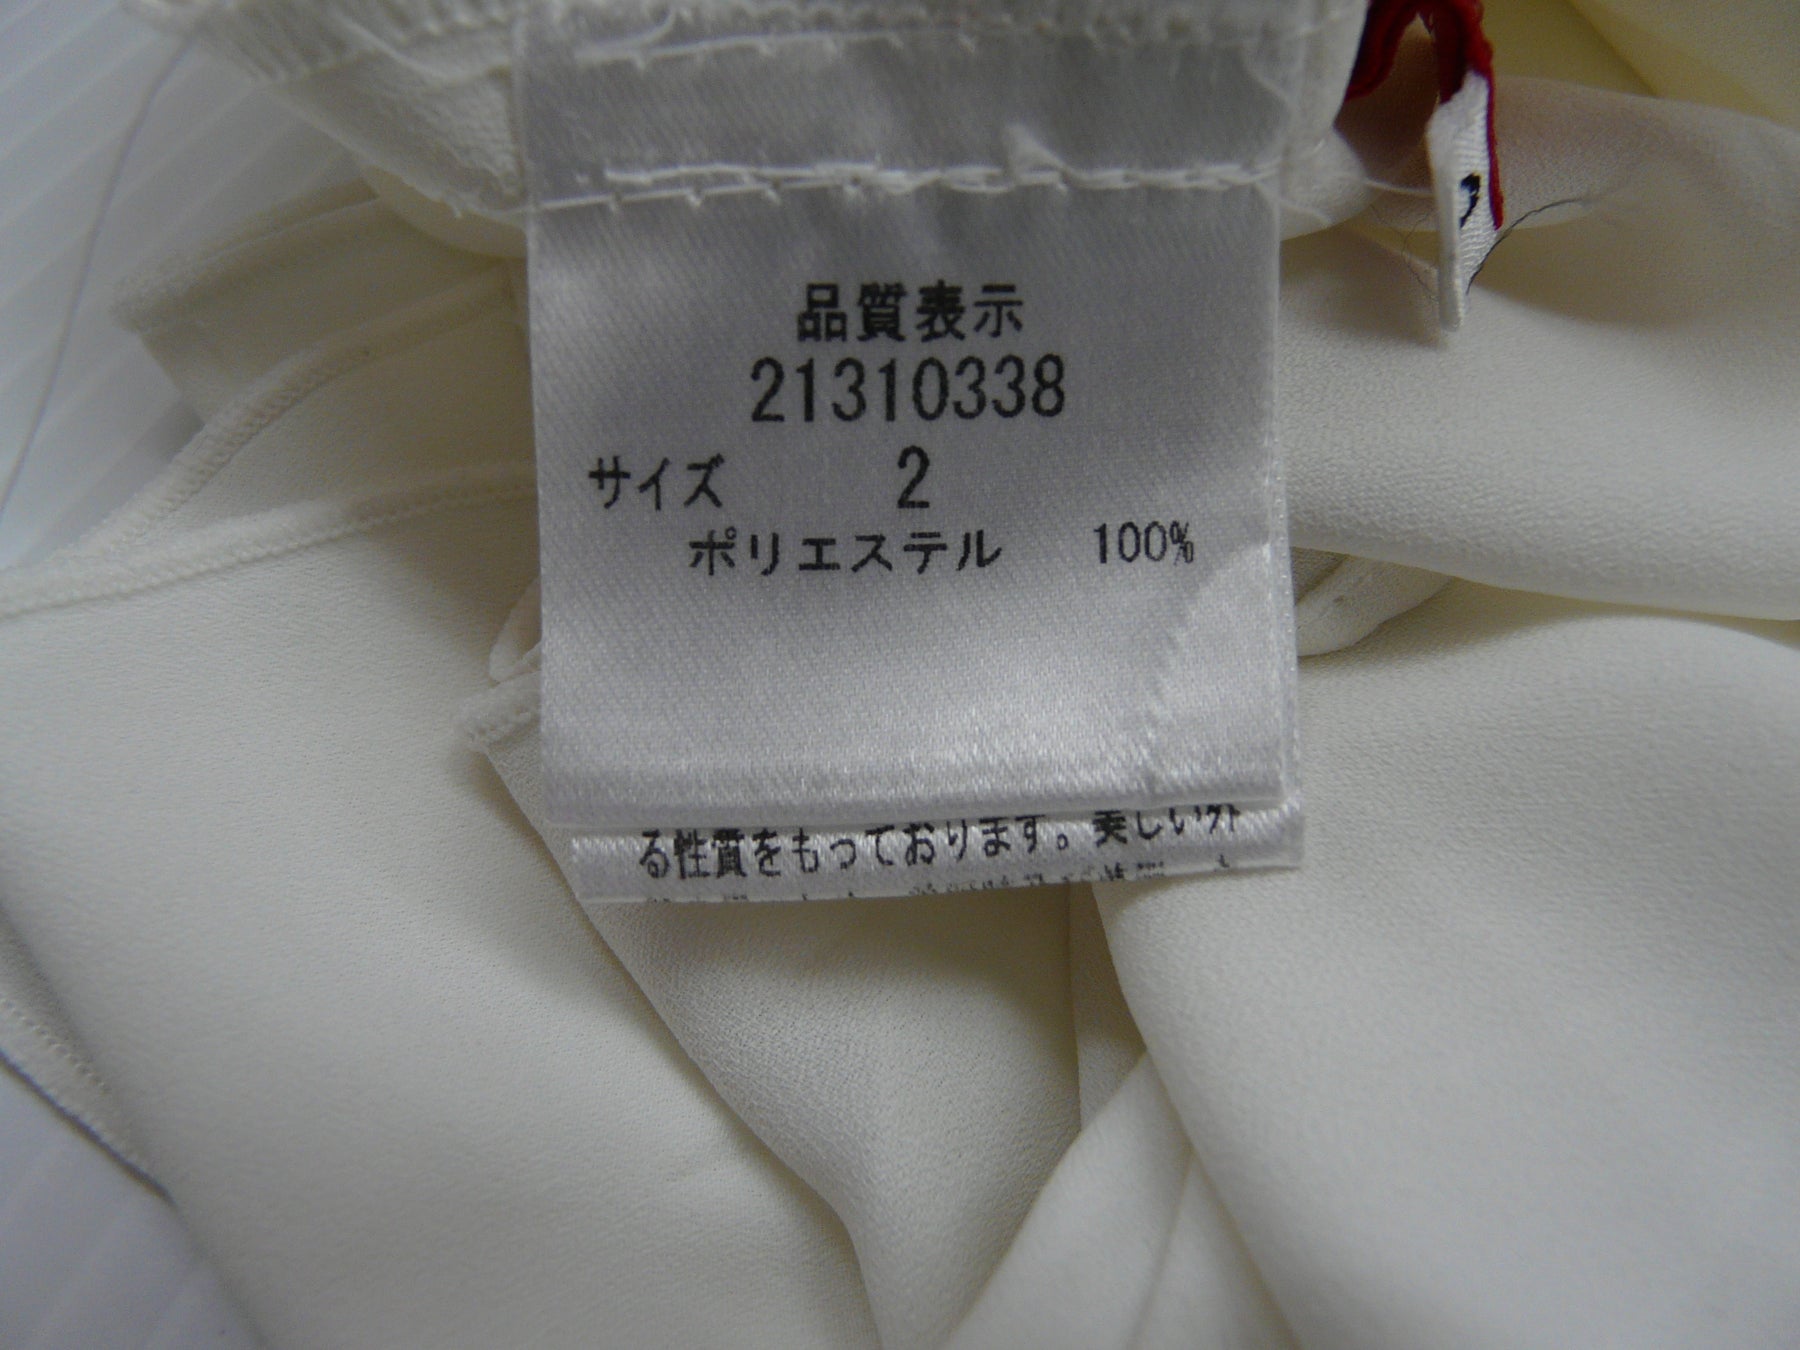 品質表示
21310338
サイズ 2
ポリエステル 100%
る性質をもっております。美しい外